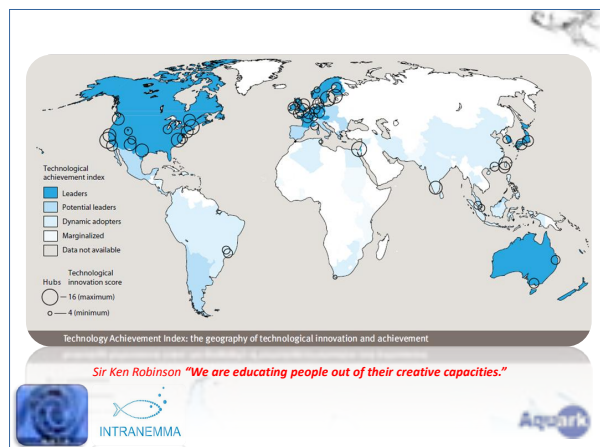 Technological
achievement index
Leaders
Potential leaders
Dynamic adopters
Marginalized
Data not available
Technological
Hubs innovation score
16 (maximum)
4 (minimum)
Technology Achievement Index: the geography of technological innovation and achievement
Sir Ken Robinson “We are educating people out of their creative capacities.”
INTRANEMMA
Aquark